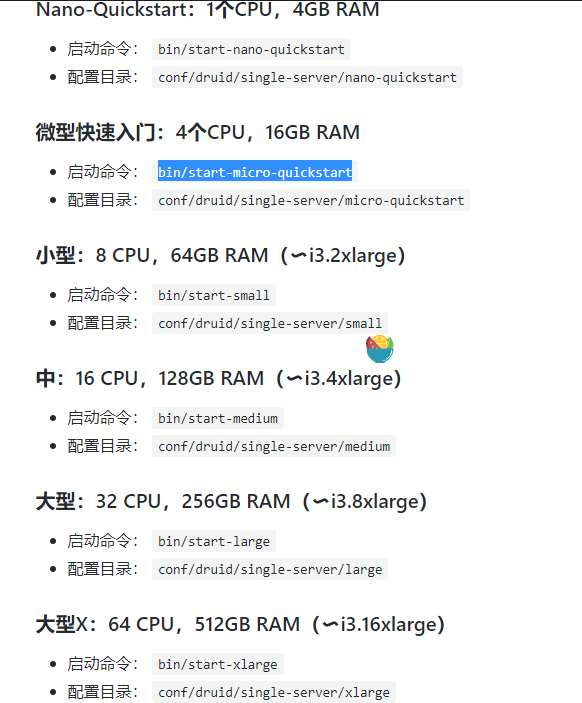 Nano-Quickstart：1个CPU，4GB RAM
启动命令： bin/start-nano-quickstart
配置目录： conf/druid/single-server/nano-quickstart
微型快速入门：4个CPU，16GB RAM
启动命令： bin/start-micro-quickstart
配置目录： conf/druid/single-server/micro-quickstart
小型：8 CPU，64GB RAM（〜i3.2xlarge）
启动命令： bin/start-small
配置目录： conf/druid/single-server/small
中：16 CPU，128GB RAM（〜i3.4xlarge）
启动命令： bin/start-medium
配置目录： conf/druid/single-server/medium
大型：32 CPU，256GB RAM（〜i3.8xlarge）
启动命令： bin/start-large
配置目录： conf/druid/single-server/large
大型X：64 CPU，512GB RAM（〜i3.16xlarge）
启动命令： bin/start-xlarge
配置目录： conf/druid/single-server/xlarge